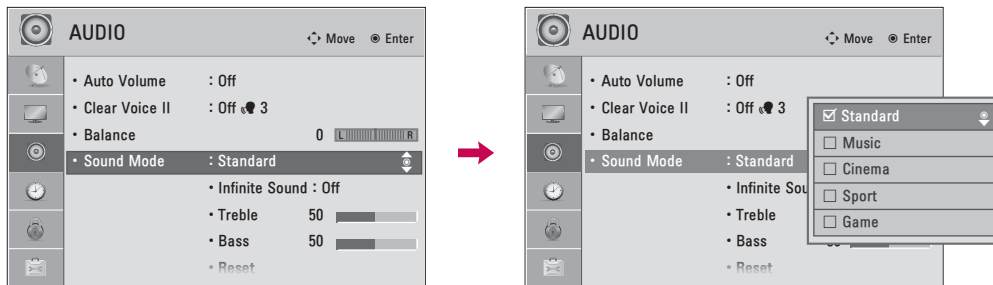 AUDIO
Move Enter
• Auto Volume : Off
• Clear Voice II : Off 3
• Balance 0 L R
• Sound Mode : Standard
• Infinite Sound : Off
• Treble 50
• Bass 50
• Reset
AUDIO
Move Enter
• Auto Volume : Off
• Clear Voice II : Off 3
• Balance
• Sound Mode : Standard
• Infinite Sou
• Treble
• Bass
• Reset
☑ Standard
☐ Music
☐ Cinema
☐ Sport
☐ Game